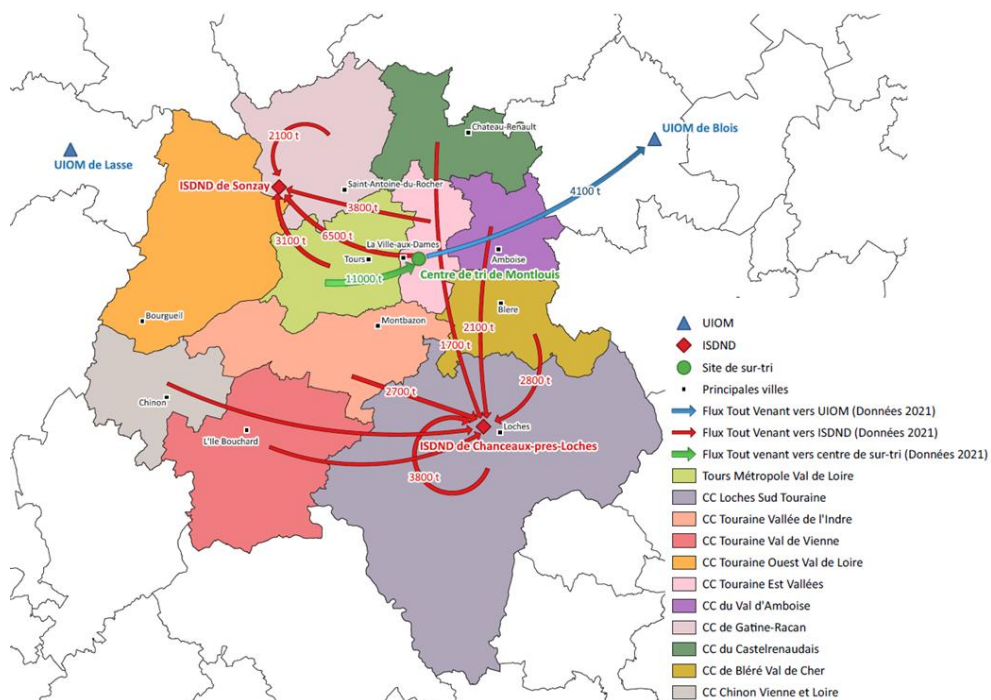 2100 t
Chateau-Renault
UIOM de Blois
UIOM de Lasse
ISDND de Sonzay
Saint-Antoine-du-Rocher
4100 t
3800 t
6500 t
3100 t
La Ville-aux-Dames
Tours
Amboise
Centre de tri de Montlouis
11000 t
Blere
Bourgueil
Montbazon
2100 t
1700 t
2800 t
2700 t
Chinon
L'Ile Bouchard
Loches
ISDND de Chanceaux-pres-Loches
3800 t
UIOM
ISDND
Site de sur-tri
Principales villes
Flux Tout Venant vers UIOM (Données 2021)
Flux Tout Venant vers ISDND (Données 2021)
Flux Tout venant vers centre de sur-tri (Données 2021)
Tours Métropole Val de Loire
CC Loches Sud Touraine
CC Touraine Vallée de l'Indre
CC Touraine Val de Vienne
CC Touraine Ouest Val de Loire
CC Touraine Est Vallées
CC du Val d'Amboise
CC de Gatine-Racan
CC du Castelrenaudais
CC de Bléré Val de Cher
CC Chinon Vienne et Loire